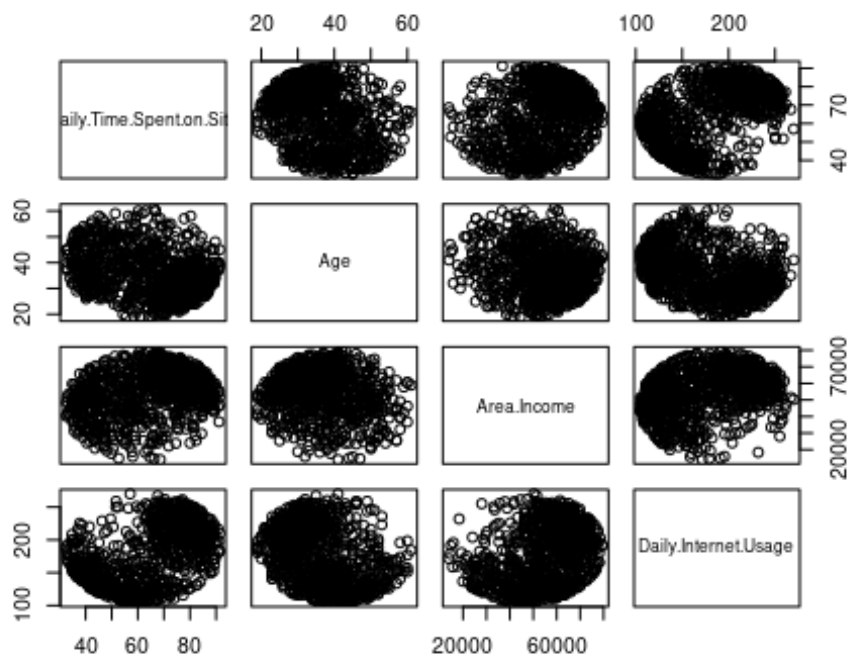 20 40 60 100 200
aily.Time.Spent.on.Sit
40 70
20 40 60
Age
Area.Income
20000 70000
100 200
Daily.Internet.Usage
40 60 80 20000 60000